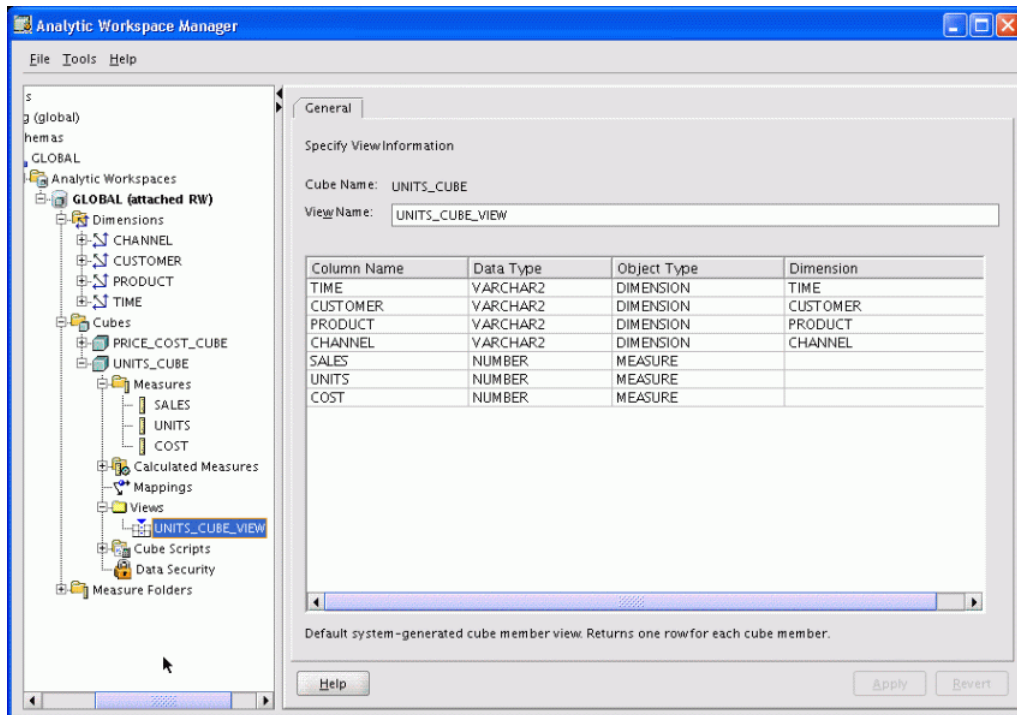 Analytic Workspace Manager
File Tools Help
s
g (global)
hemas
GLOBAL
Analytic Workspaces
GLOBAL (attached RW)
Dimensions
CHANNEL
CUSTOMER
PRODUCT
TIME
Cubes
PRICE_COST_CUBE
UNITS_CUBE
Measures
SALES
UNITS
COST
Calculated Measures
Mappings
Views
UNITS_CUBE_VIEW
Cube Scripts
Data Security
Measure Folders
General
Specify View Information
Cube Name: UNITS_CUBE
View Name: UNITS_CUBE_VIEW
Column Name Data Type Object Type Dimension
TIME VARCHAR2 DIMENSION TIME
CUSTOMER VARCHAR2 DIMENSION CUSTOMER
PRODUCT VARCHAR2 DIMENSION PRODUCT
CHANNEL VARCHAR2 DIMENSION CHANNEL
SALES NUMBER MEASURE
UNITS NUMBER MEASURE
COST NUMBER MEASURE
Default system-generated cube member view. Returns one row for each cube member.
Help Apply Revert